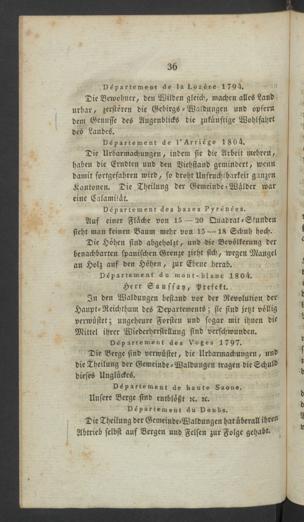 36
Département de la Lozère 1794.
Die Bewohner, den Wilden gleich, machen alles Land
urbar, zerstören die Gebirgs-Waldungen und opfern
dem Genusse des Augenblicks die zukünftige Wohlfahrt
des Landes.
Département de l'Arriége 1804.
Die Urbarmachungen, indem sie die Arbeit mehren,
haben die Erndten und den Viehstand gemindert, wenn
damit fortgefahren wird, so droht Unfruchtbarkeit ganzen
Kantonen. Die Theilung der Gemeinde-Wälder war
eine Calamität.
Département des bazes Pyrénées.
Auf einer Fläche von 15—20 Quadrat-Stunden
sieht man keinen Baum mehr von 15—18 Schuh hoch.
Die Höhen sind abgeholzt, und die Bevölkerung der
benachbarten spanischen Grenze zieht sich, wegen Mangel
an Holz auf den Höhen, zur Ebene herab.
Département du mont-blanc 1804.
Herr Saussay, Prefekt.
In den Waldungen bestand vor der Revolution der
Haupt-Reichthum des Departements; sie sind jetzt völlig
verwüstet; ungeheure Forsten und sogar mit ihnen die
Mittel ihrer Wiederherstellung sind verschwunden.
Département des Voges 1797.
Die Berge sind verwüstet, die Urbarmachungen, und
die Theilung der Gemeinde-Waldungen tragen die Schuld
dieses Unglückes.
Département de haute Saone.
Unsere Berge sind entblößt ꝛc. ꝛc.
Département du Doubs.
Die Theilung der Gemeinde-Waldungen hat überall ihren
Abtrieb selbst auf Bergen und Felsen zur Folge gehabt.